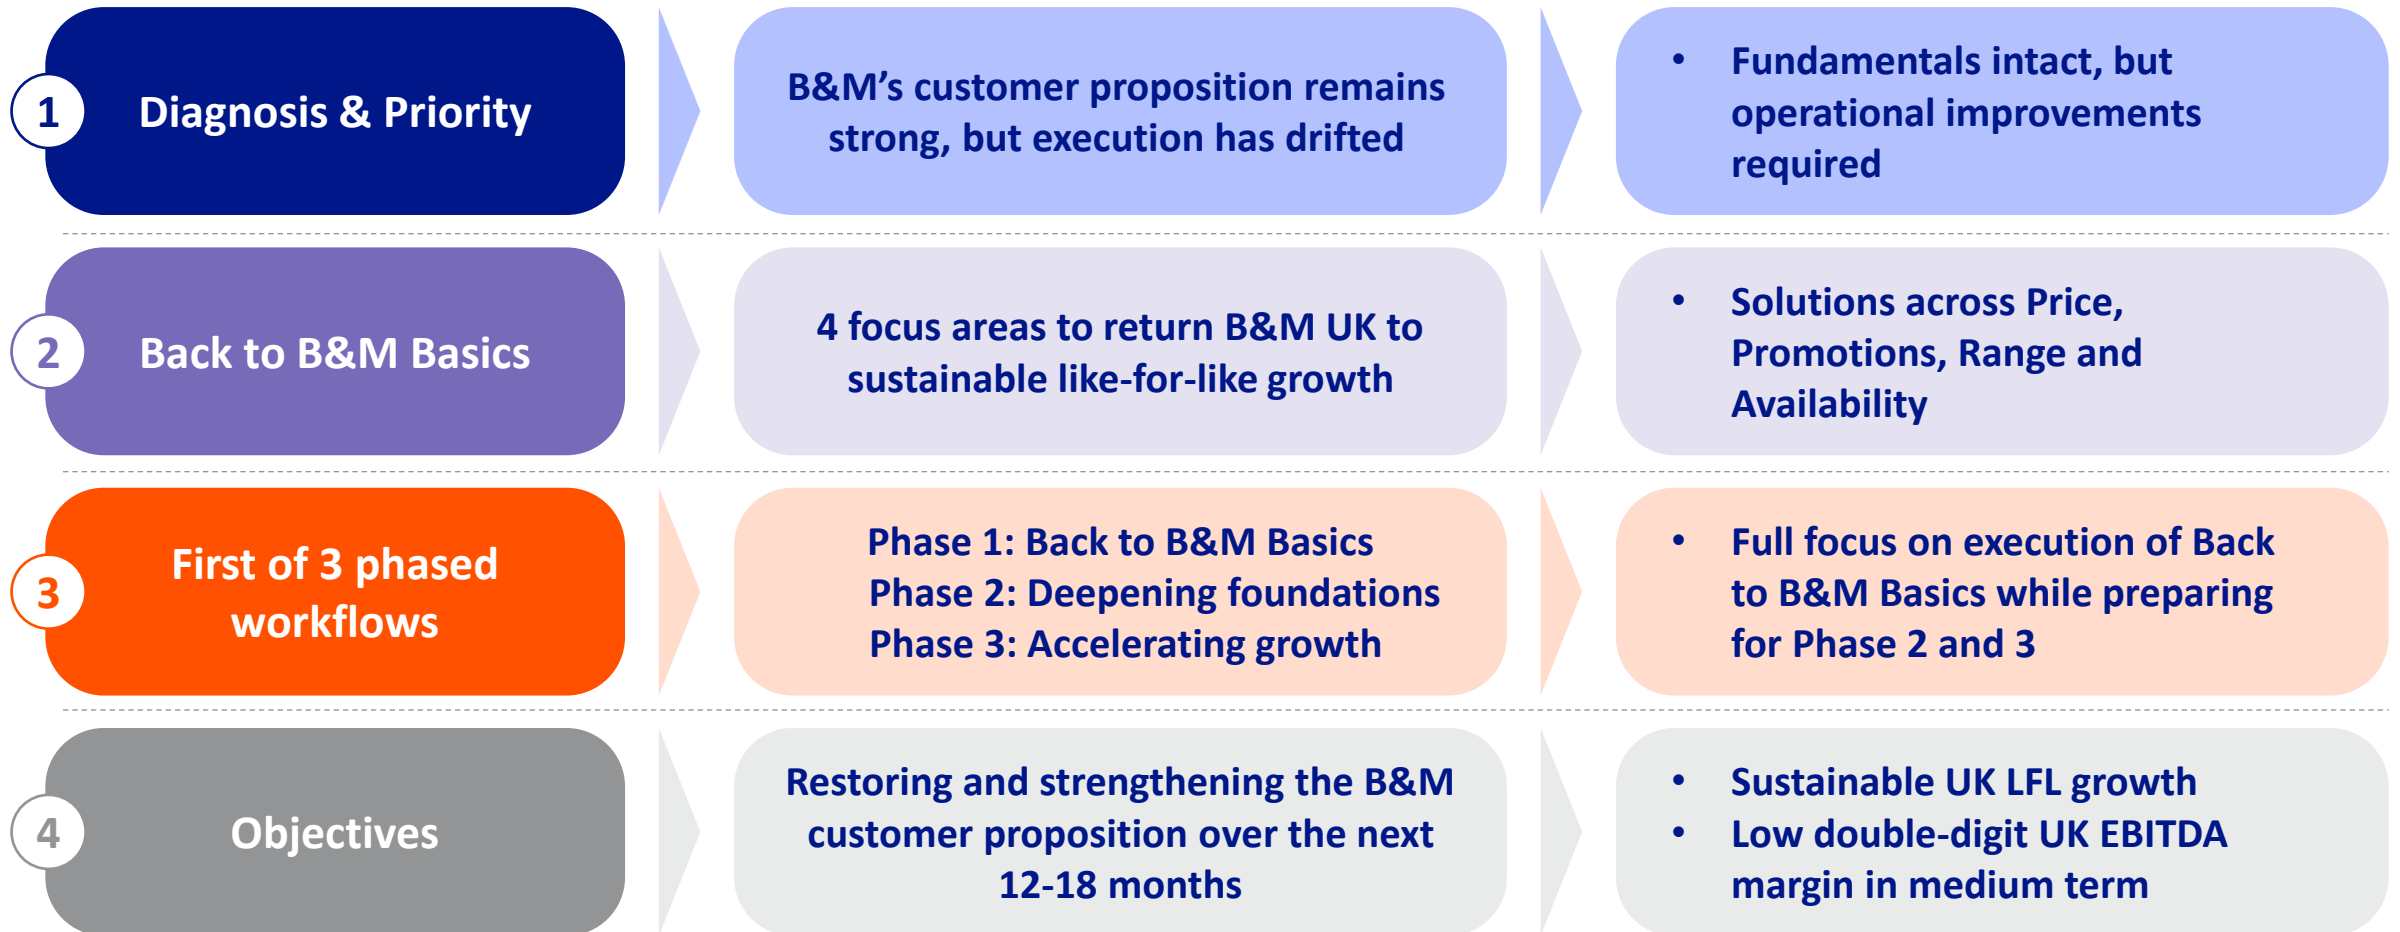 1
Diagnosis & Priority
B&M’s customer proposition remains
strong, but execution has drifted
• Fundamentals intact, but
operational improvements
required
2
Back to B&M Basics
4 focus areas to return B&M UK to
sustainable like-for-like growth
• Solutions across Price,
Promotions, Range and
Availability
3
First of 3 phased
workflows
Phase 1: Back to B&M Basics
Phase 2: Deepening foundations
Phase 3: Accelerating growth
• Full focus on execution of Back
to B&M Basics while preparing
for Phase 2 and 3
4
Objectives
Restoring and strengthening the B&M
customer proposition over the next
12-18 months
• Sustainable UK LFL growth
• Low double-digit UK EBITDA
margin in medium term